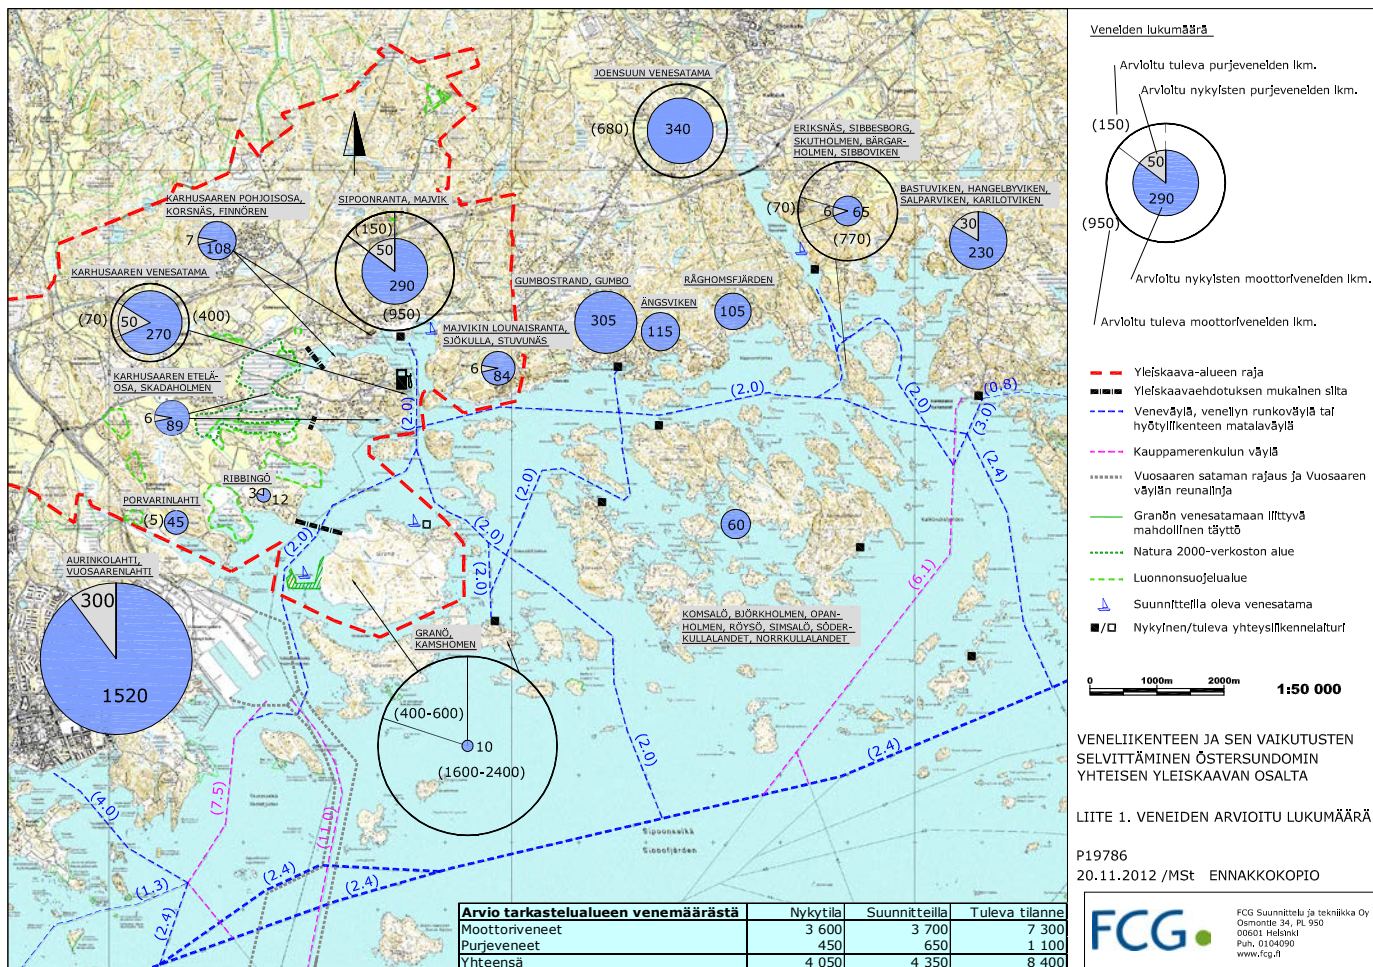 JOENSUUN VENESATAMA
(680)
340
ERIKSNÄS, SIBBESBORG,
SKUTHOLMEN, BÄRGAR-
HOLMEN, SIBBOVIKEN
(70)
6
65
(770)
BASTUVIKEN, HANGELBYVIKEN,
SALPARVIKEN, KARILOTVIKEN
30
230
KARHUSAAREN POHJOISOSA,
KORSNÄS, FINNÖREN
7
108
SIPOONRANTA, MAJVIK
(150)
50
290
(950)
KARHUSAAREN VENESATAMA
(70)
50
270
(400)
GUMBOSTRAND, GUMBO
305
ÄNGSVIKEN
115
RÅGHOMSFJÄRDEN
105
MAJVIKIN LOUNAISRANTA,
SJÖKULLA, STUVUNÄS
6
84
KARHUSAAREN ETELÄ-
OSA, SKADAHOLMEN
6
89
RIBBINGÖ
3
12
PORVARINLAHTI
(5)
45
AURINKOLAHTI,
VUOSAARENLAHTI
300
1520
GRANÖ,
KAMSHOMEN
(400-600)
10
(1600-2400)
60
KOMSALÖ, BJÖRKHOLMEN, OPAN-
HOLMEN, RÖYSÖ, SIMSALÖ, SÖDER-
KULLALANDET, NORRKULLALANDET
(2.0)
(2.0)
(0.8)
(3.0)
(2.4)
(2.0)
(2.0)
(2.0)
(2.0)
(6.1)
(2.0)
(2.4)
(4.0)
(7.5)
(11.0)
(1.3)
(2.4)
(2.4)
(2.4)
Sipoonselkä
Sibbofjärden
Arvio tarkastelualueen venemäärästä Nykytila Suunnitteilla Tuleva tilanne
Moottoriveneet 3 600 3 700 7 300
Purjeveneet 450 650 1 100
Yhteensä 4 050 4 350 8 400
Veneiden lukumäärä
Arvioitu tuleva purjeveneiden lkm.
Arvioitu nykyisten purjeveneiden lkm.
(150)
50
290
(950)
Arvioitu nykyisten moottoriveneiden lkm.
Arvioitu tuleva moottoriveneiden lkm.
Yleiskaava-alueen raja
Yleiskaavaehdotuksen mukainen silta
Veneväylä, veneilyn runkoväylä tai
hyötyliikenteen matalaväylä
Kauppamerenkulun väylä
Vuosaaren sataman rajaus ja Vuosaaren
väylän reunalinja
Granön venesatamaan liittyvä
mahdollinen täyttö
Natura 2000-verkoston alue
Luonnonsuojelualue
Suunnitteilla oleva venesatama
Nykyinen/tuleva yhteysliikennelaituri
0 1000m 2000m
1:50 000
VENELIIKENTEEN JA SEN VAIKUTUSTEN
SELVITTÄMINEN ÖSTERSUNDOMIN
YHTEISEN YLEISKAAVAN OSALTA
LIITE 1. VENEIDEN ARVIOITU LUKUMÄÄRÄ
P19786
20.11.2012 /MSt ENNAKKOKOPIO
FCG
FCG Suunnittelu ja tekniikka Oy
Osmontie 34, PL 950
00601 Helsinki
Puh. 0104090
www.fcg.fi